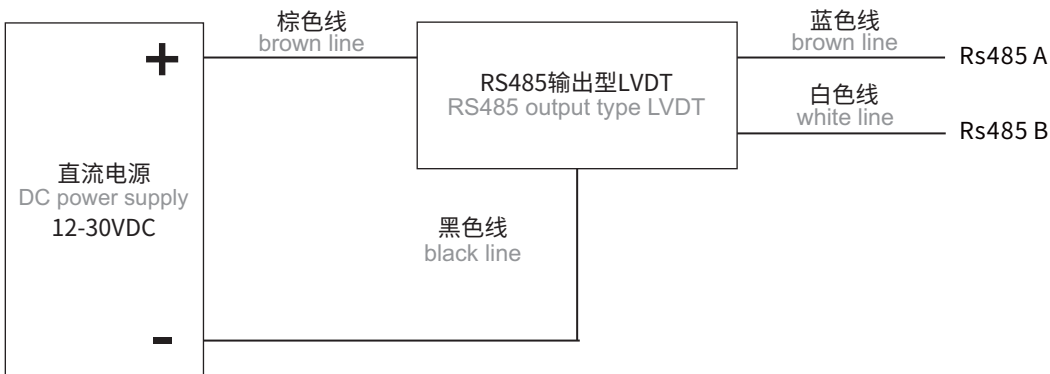 棕色线
brown line
蓝色线
brown line
+
Rs485 A
RS485输出型LVDT
RS485 output type LVDT
白色线
white line
Rs485 B
直流电源
DC power supply
12-30VDC
黑色线
black line
-